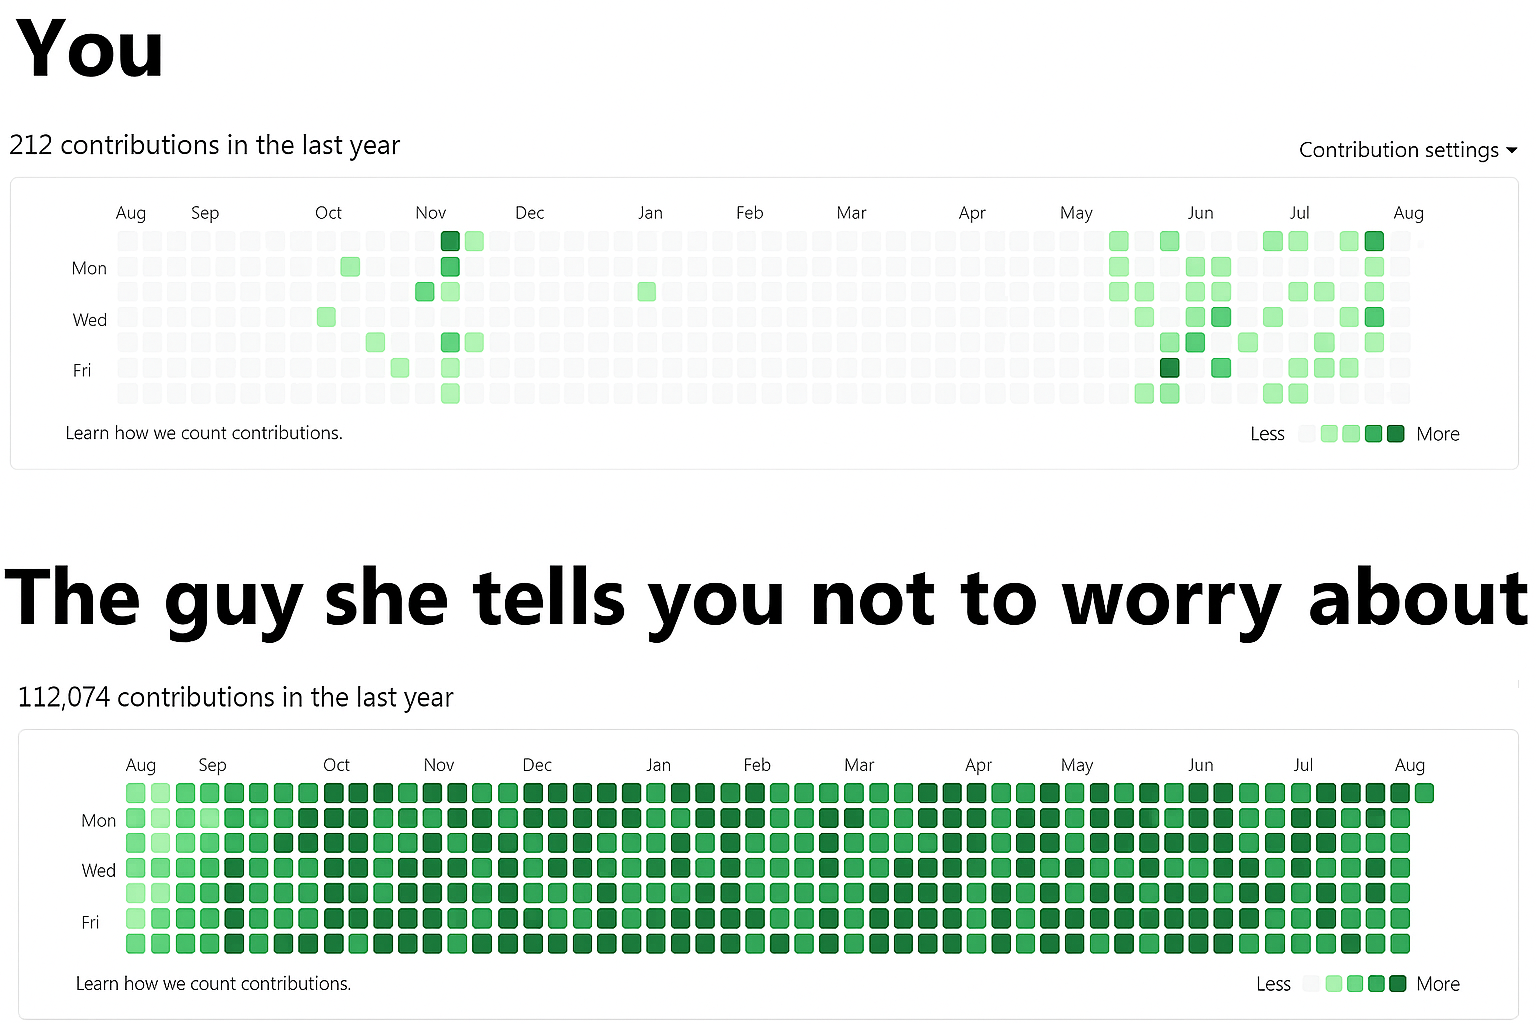 You
212 contributions in the last year
Contribution settings
Aug Sep Oct Nov Dec Jan Feb Mar Apr May Jun Jul Aug
Mon
Wed
Fri
Learn how we count contributions.
Less More
The guy she tells you not to worry about
112,074 contributions in the last year
Aug Sep Oct Nov Dec Jan Feb Mar Apr May Jun Jul Aug
Mon
Wed
Fri
Learn how we count contributions.
Less More